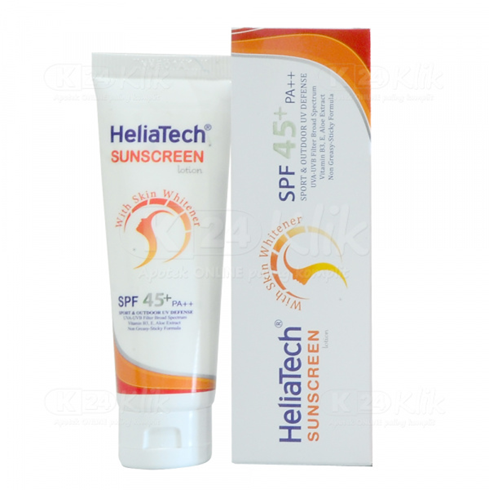 HeliaTech®
SUNSCREEN
lotion
With Skin Whitener
SPF 45+ PA++
SPORT & OUTDOOR UV DEFENSE
UVA-UVB Filter Broad Spectrum
Vitamin B3, E, Aloe Extract
Non Greasy-Sticky Formula
HeliaTech®
SUNSCREEN
lotion
With Skin Whitener
SPF 45+ PA++
SPORT & OUTDOOR UV DEFENSE
UVA-UVB Filter Broad Spectrum
Vitamin B3, E, Aloe Extract
Non Greasy-Sticky Formula
K24Klik